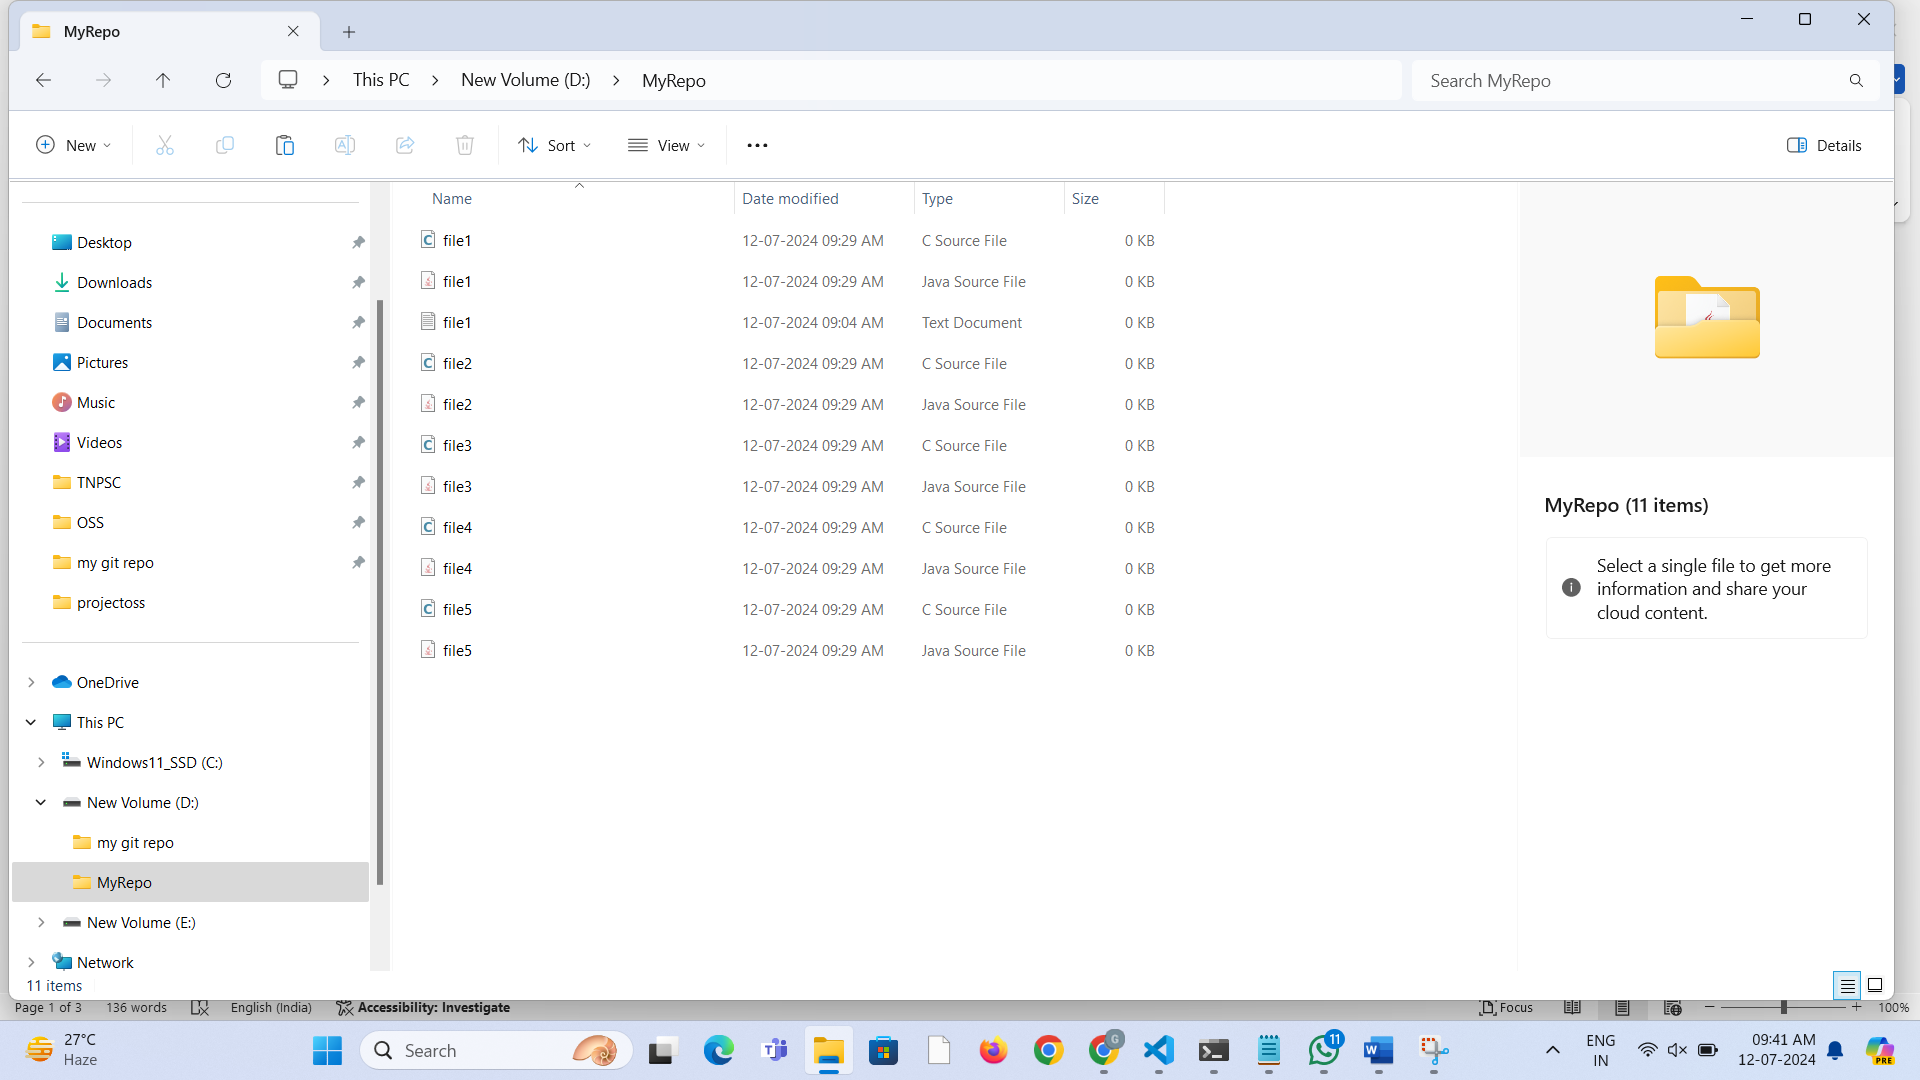 MyRepo
This PC
New Volume (D:)
MyRepo
Search MyRepo
New
Sort
View
Details
Name
Date modified
Type
Size
Desktop
Downloads
Documents
Pictures
Music
Videos
TNPSC
OSS
my git repo
projectoss
OneDrive
This PC
Windows11_SSD (C:)
New Volume (D:)
my git repo
MyRepo
New Volume (E:)
Network
file1 12-07-2024 09:29 AM C Source File 0 KB
file1 12-07-2024 09:29 AM Java Source File 0 KB
file1 12-07-2024 09:04 AM Text Document 0 KB
file2 12-07-2024 09:29 AM C Source File 0 KB
file2 12-07-2024 09:29 AM Java Source File 0 KB
file3 12-07-2024 09:29 AM C Source File 0 KB
file3 12-07-2024 09:29 AM Java Source File 0 KB
file4 12-07-2024 09:29 AM C Source File 0 KB
file4 12-07-2024 09:29 AM Java Source File 0 KB
file5 12-07-2024 09:29 AM C Source File 0 KB
file5 12-07-2024 09:29 AM Java Source File 0 KB
MyRepo (11 items)
Select a single file to get more
information and share your
cloud content.
11 items
Page 1 of 3 136 words English (India) Accessibility: Investigate Focus 100%
27°C
Haze
Search
G
11
ENG
IN
09:41 AM
12-07-2024
PRE